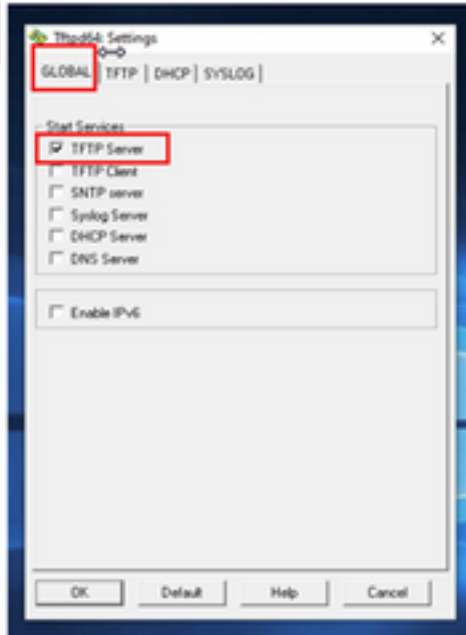 Tftpd64: Settings
GLOBAL | TFTP | DHCP | SYSLOG |
Start Services
TFTP Server
TFTP Client
SNTP server
Syslog Server
DHCP Server
DNS Server
Enable IPv6
OK Default Help Cancel